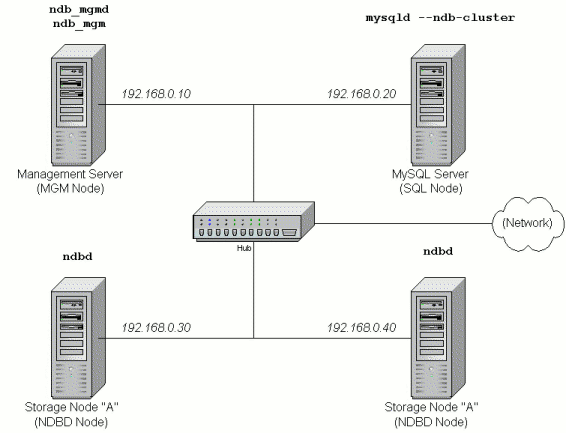 ndb_mgmd
ndb_mgm
mysqld --ndb-cluster
192.168.0.10
192.168.0.20
Management Server
(MGM Node)
MySQL Server
(SQL Node)
(Network)
Hub
ndbd
ndbd
192.168.0.30
192.168.0.40
Storage Node "A"
(NDBD Node)
Storage Node "A"
(NDBD Node)